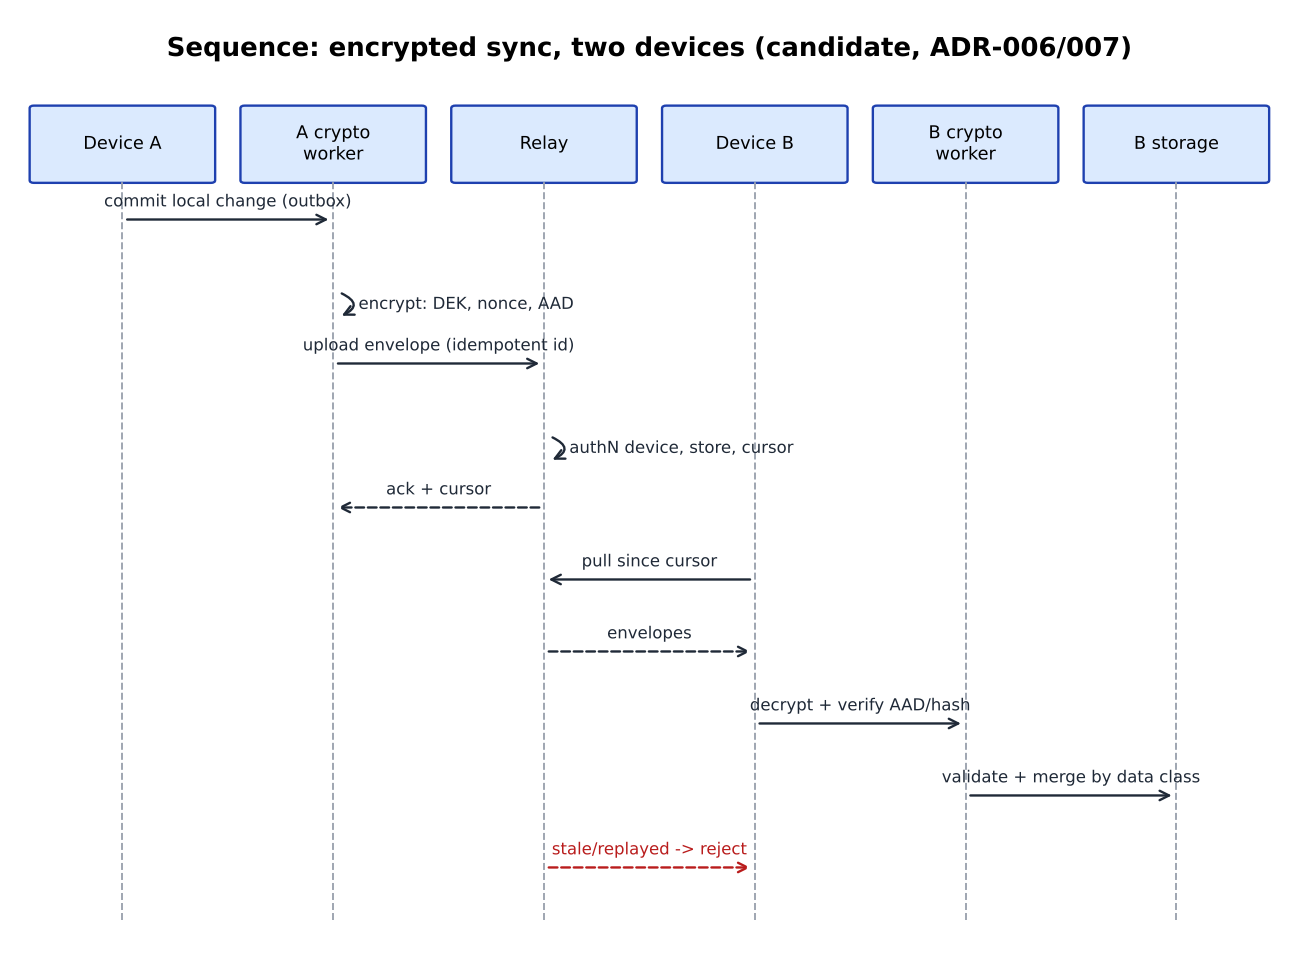 Sequence: encrypted sync, two devices (candidate, ADR-006/007)
Device A
A crypto
worker
Relay
Device B
B crypto
worker
B storage
commit local change (outbox)
encrypt: DEK, nonce, AAD
upload envelope (idempotent id)
authN device, store, cursor
ack + cursor
pull since cursor
envelopes
decrypt + verify AAD/hash
validate + merge by data class
stale/replayed -> reject